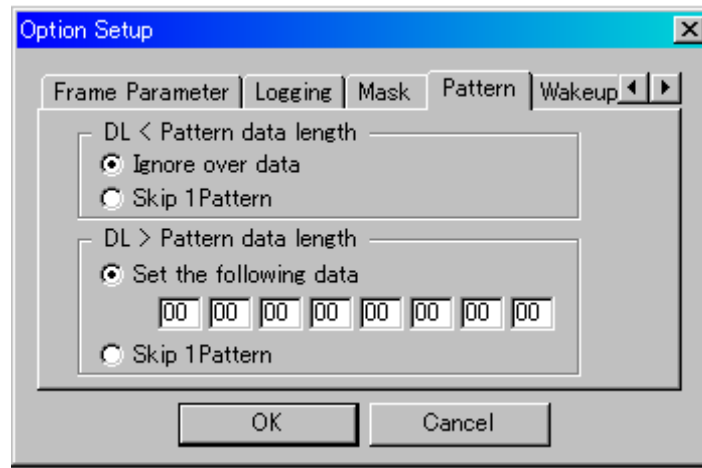 Option Setup
Frame Parameter Logging Mask Pattern Wakeup
DL < Pattern data length
Ignore over data
Skip 1Pattern
DL > Pattern data length
Set the following data
00 00 00 00 00 00 00 00
Skip 1Pattern
OK Cancel